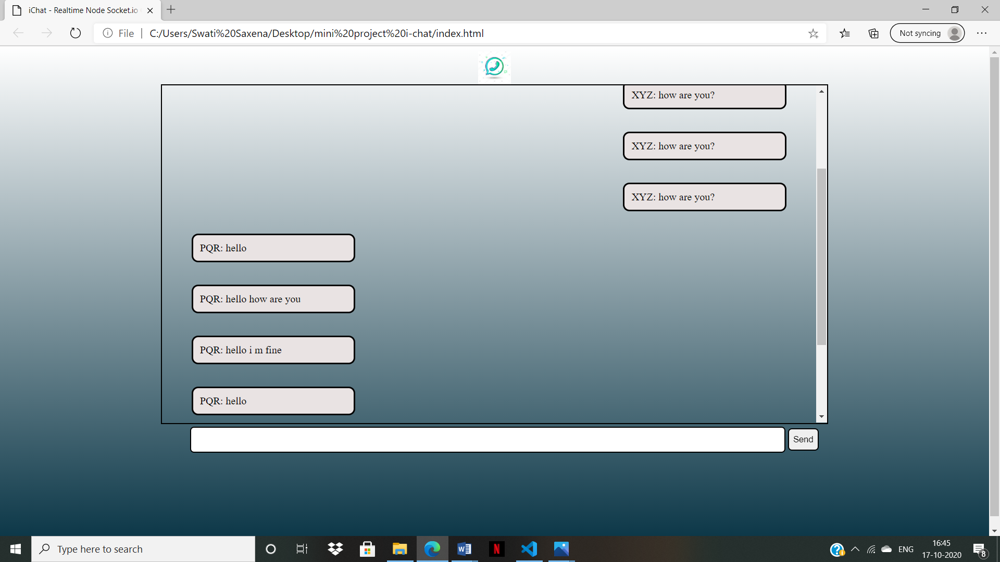 iChat - Realtime Node Socket.io
File
C:/Users/Swati%20Saxena/Desktop/mini%20project%20i-chat/index.html
Not syncing
XYZ: how are you?
XYZ: how are you?
XYZ: how are you?
PQR: hello
PQR: hello how are you
PQR: hello i m fine
PQR: hello
Send
Type here to search
ENG
16:45
17-10-2020
8